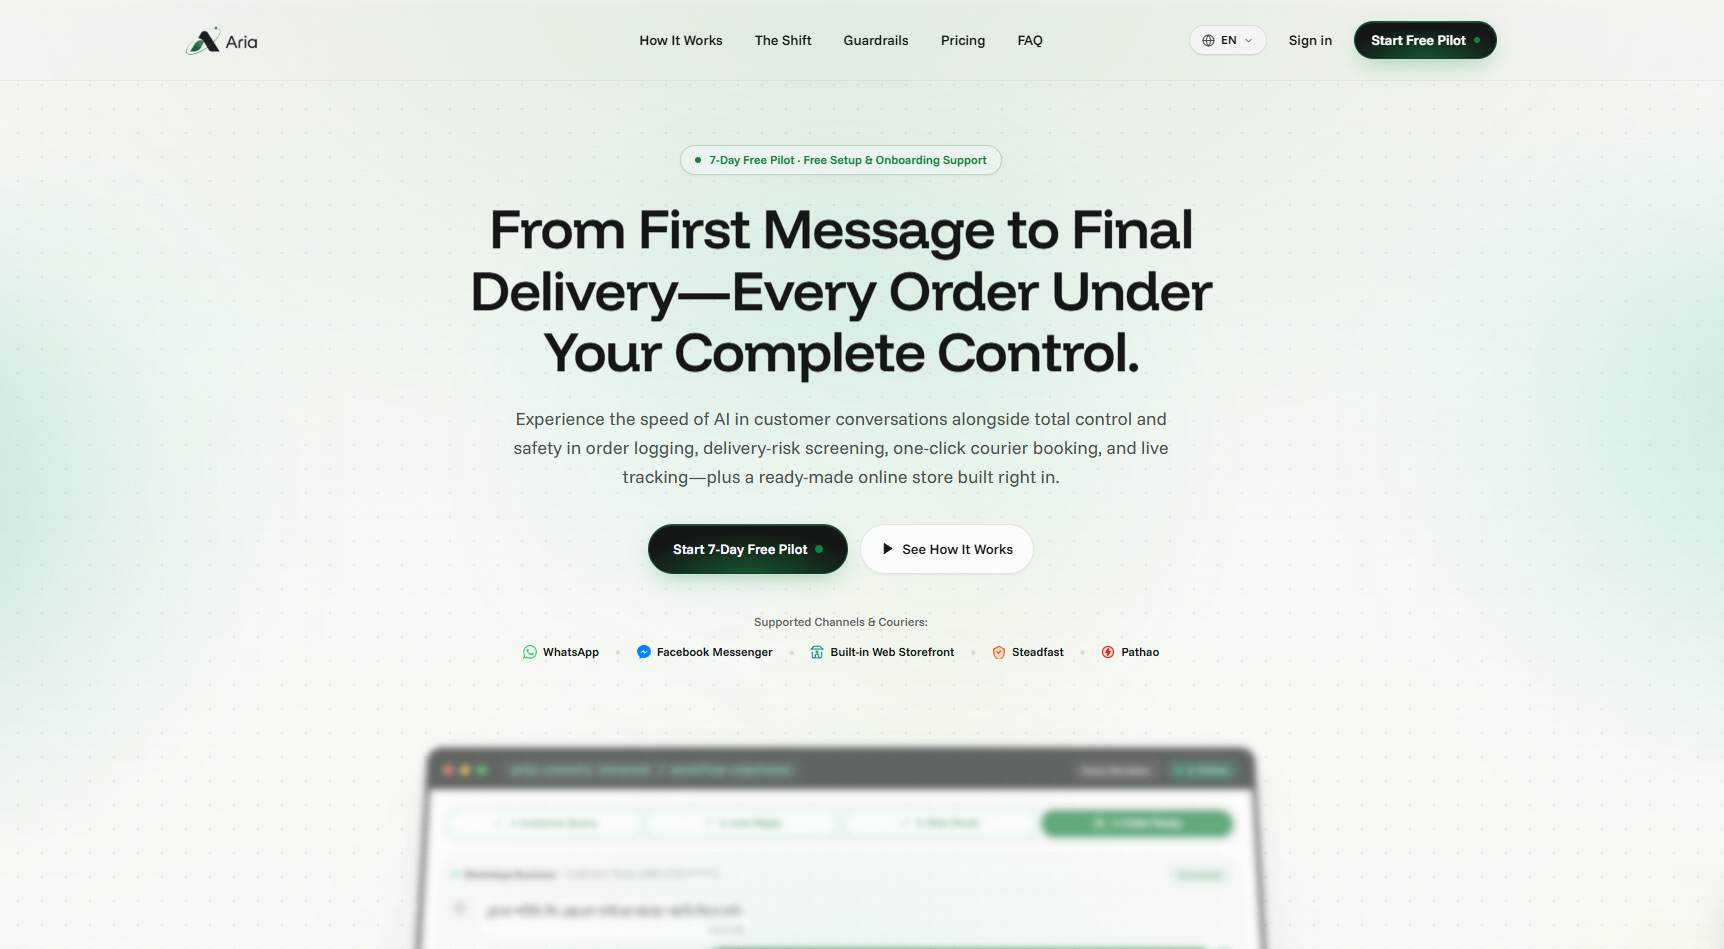 Aria
How It Works
The Shift
Guardrails
Pricing
FAQ
EN
Sign in
Start Free Pilot
7-Day Free Pilot · Free Setup & Onboarding Support
From First Message to Final
Delivery—Every Order Under
Your Complete Control.
Experience the speed of AI in customer conversations alongside total control and
safety in order logging, delivery-risk screening, one-click courier booking, and live
tracking—plus a ready-made online store built right in.
Start 7-Day Free Pilot
See How It Works
Supported Channels & Couriers:
WhatsApp
Facebook Messenger
Built-in Web Storefront
Steadfast
Pathao